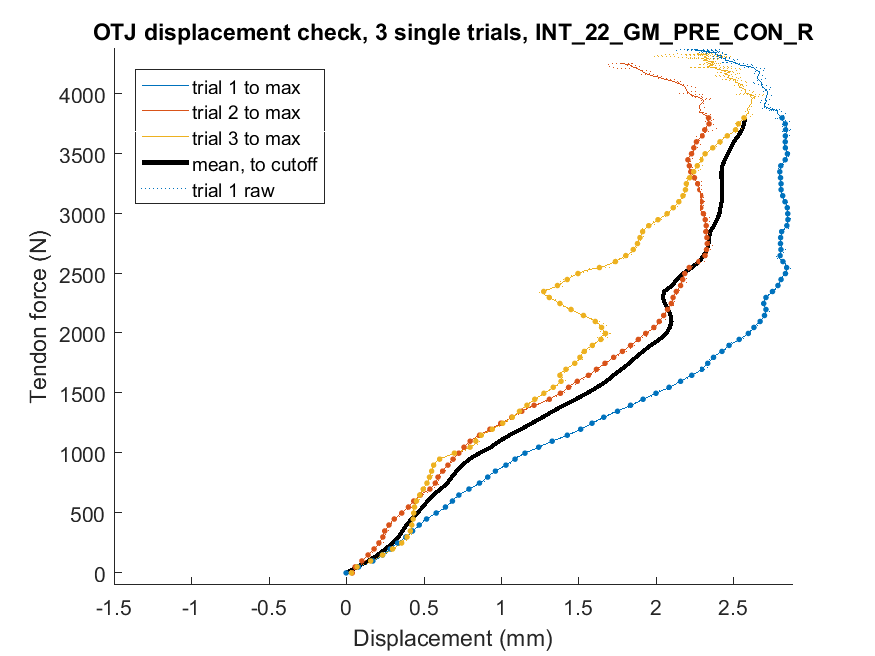 OTJ displacement check, 3 single trials, INT_22_GM_PRE_CON_R
trial 1 to max
trial 2 to max
trial 3 to max
mean, to cutoff
trial 1 raw
4000
3500
3000
2500
2000
1500
1000
500
0
Tendon force (N)
-1.5
-1
-0.5
0
0.5
1
1.5
2
2.5
Displacement (mm)